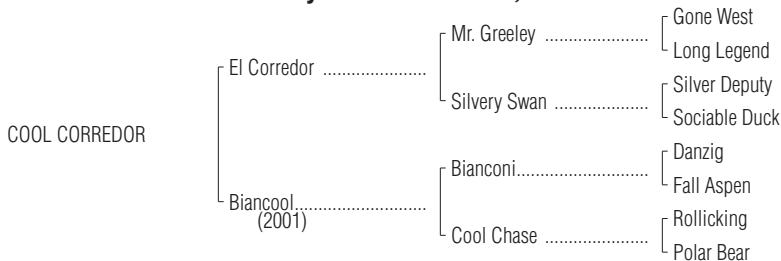 Gone West
Mr. Greeley ......................
Long Legend
El Corredor ......................
Silver Deputy
Silvery Swan ....................
Sociable Duck
COOL CORREDOR
Danzig
Bianconi............................
Fall Aspen
Biancool............................
(2001)
Rollicking
Cool Chase ......................
Polar Bear